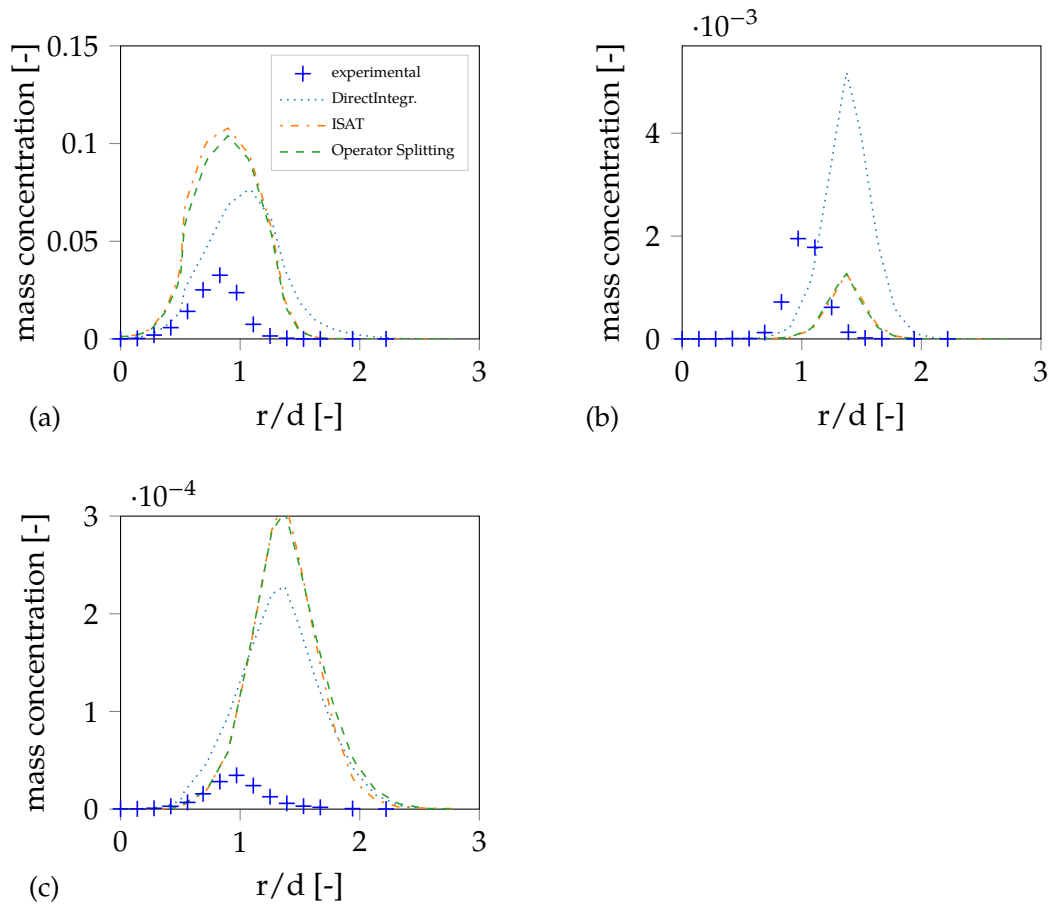 mass concentration [-]
0.15
0.1
0.05
0
experimental
DirectIntegr.
ISAT
Operator Splitting
0 1 2 3
r/d [-]
(a)
·10⁻³
mass concentration [-]
4
2
0
0 1 2 3
r/d [-]
(b)
·10⁻⁴
mass concentration [-]
3
2
1
0
0 1 2 3
r/d [-]
(c)